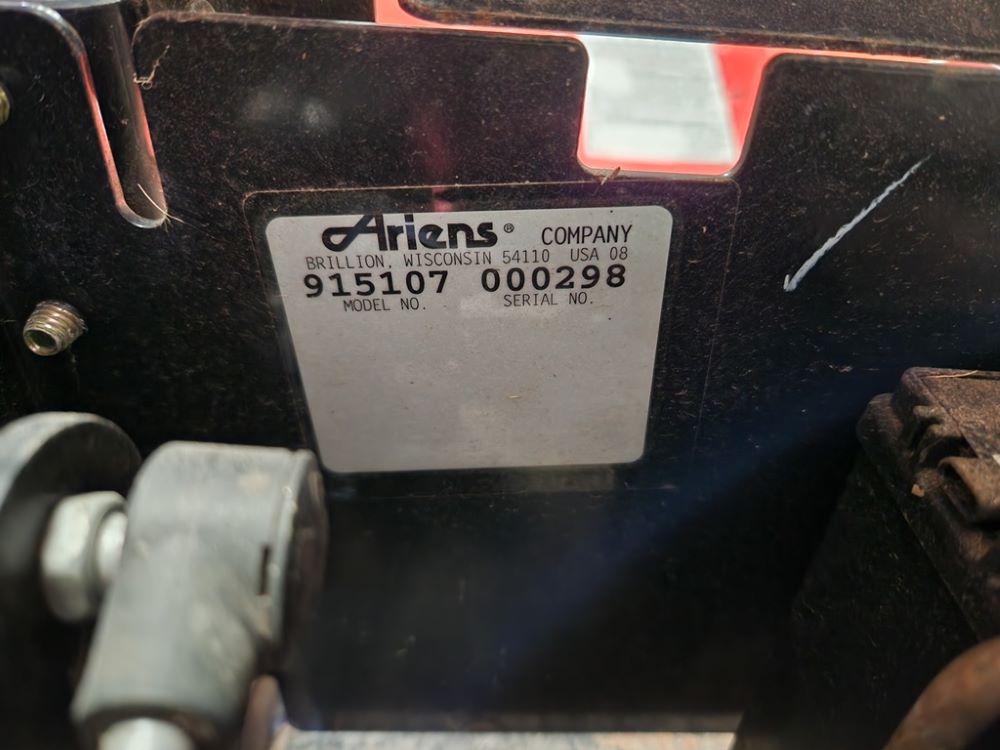 Ariens® COMPANY
BRILLION, WISCONSIN 54110 USA 08
915107 000298
MODEL NO. SERIAL NO.